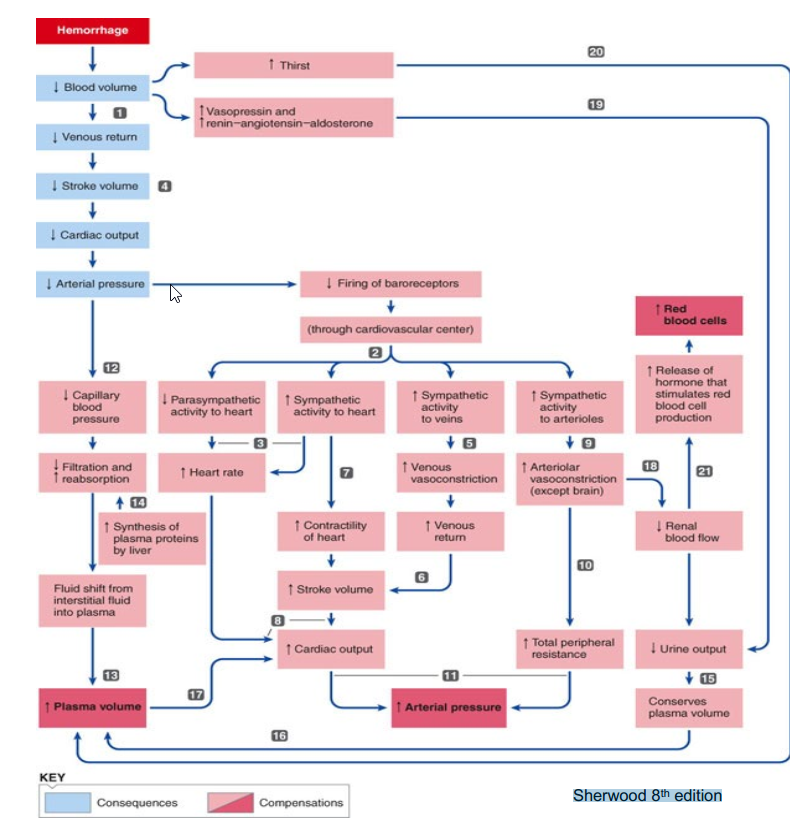 Hemorrhage
20
↑ Thirst
↓ Blood volume
1
↑ Vasopressin and
↑ renin–angiotensin–aldosterone
19
↓ Venous return
↓ Stroke volume
4
↓ Cardiac output
↓ Arterial pressure
↓ Firing of baroreceptors
(through cardiovascular center)
2
↑ Red
blood cells
12
↓ Capillary
blood
pressure
↓ Parasympathetic
activity to heart
↑ Sympathetic
activity to heart
↑ Sympathetic
activity
to veins
↑ Sympathetic
activity
to arterioles
↑ Release of
hormone that
stimulates red
blood cell
production
3
5
9
↓ Filtration and
↑ reabsorption
↑ Heart rate
7
↑ Venous
vasoconstriction
↑ Arteriolar
vasoconstriction
(except brain)
18
21
14
↑ Synthesis of
plasma proteins
by liver
↑ Contractility
of heart
↑ Venous
return
↓ Renal
blood flow
10
6
Fluid shift from
interstitial fluid
into plasma
↑ Stroke volume
8
↑ Cardiac output
↑ Total peripheral
resistance
↓ Urine output
13
11
15
17
↑ Plasma volume
↑ Arterial pressure
Conserves
plasma volume
16
KEY
Consequences
Compensations
Sherwood 8th edition